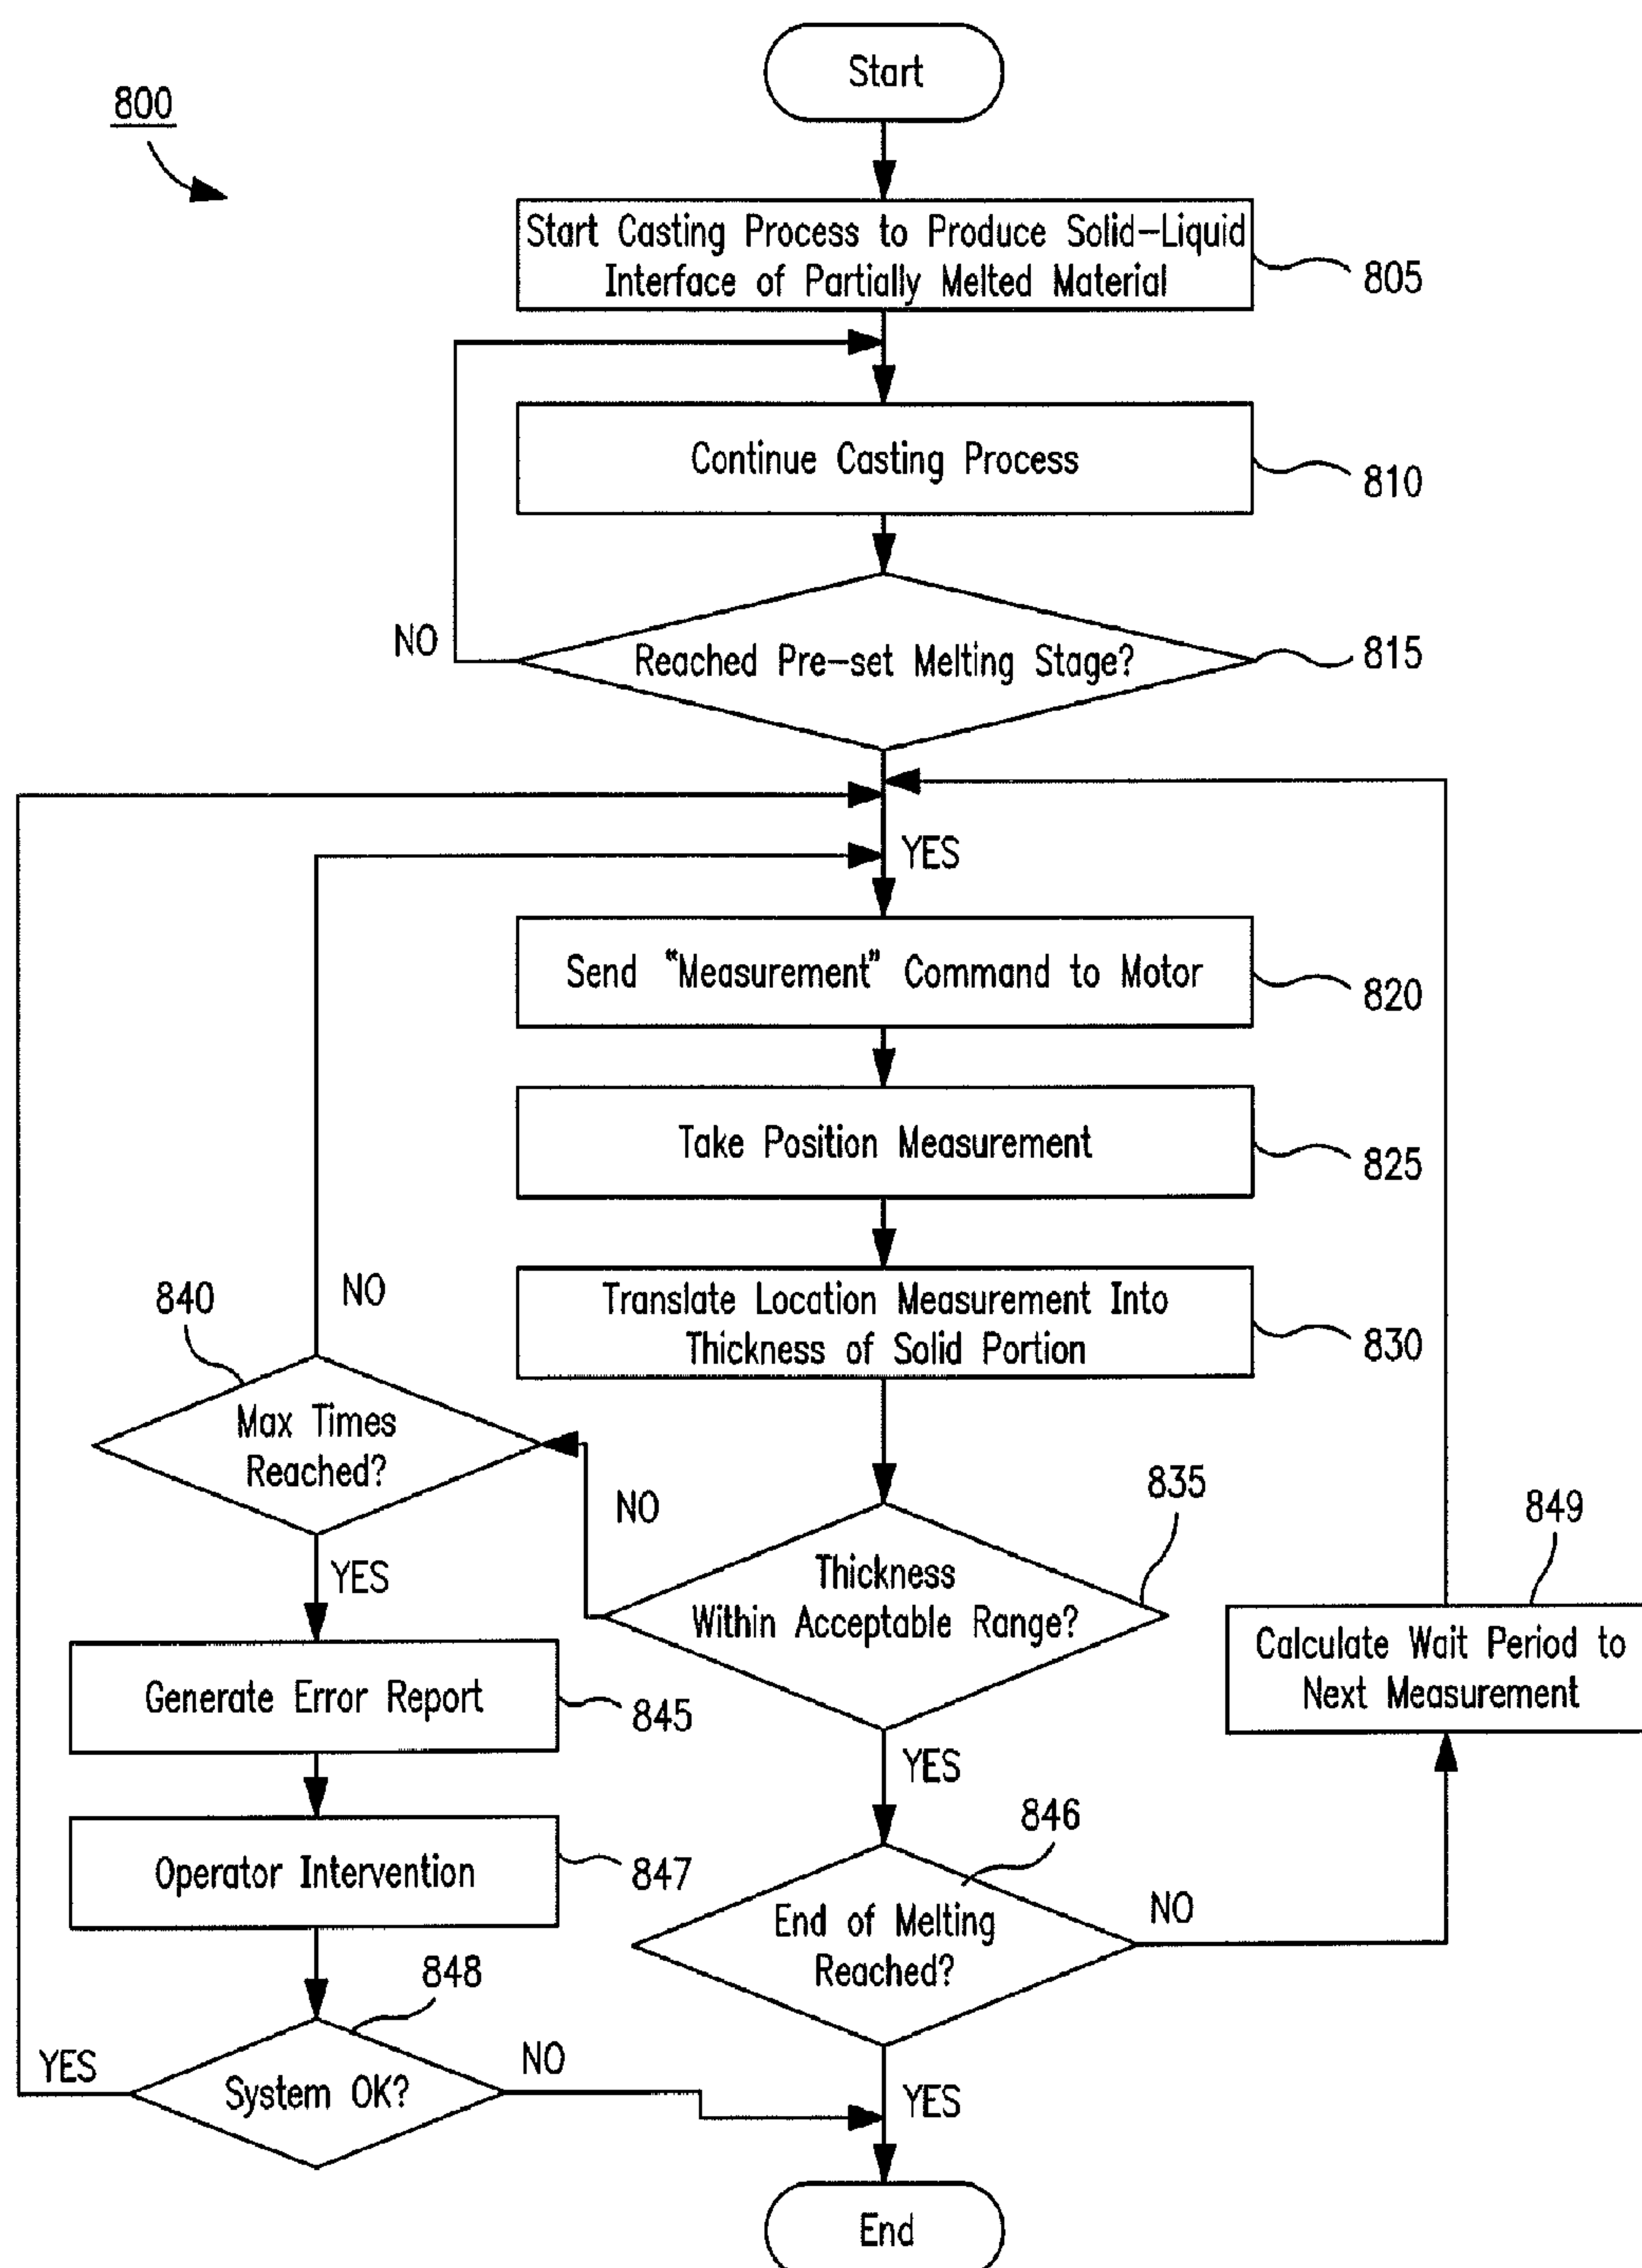 Start
800
Start Casting Process to Produce Solid-Liquid
Interface of Partially Melted Material
805
Continue Casting Process
810
Reached Pre-set Melting Stage?
815
NO
YES
Send “Measurement” Command to Motor
820
Take Position Measurement
825
Translate Location Measurement Into
Thickness of Solid Portion
830
NO
840
Max Times
Reached?
NO
835
Thickness
Within Acceptable Range?
849
Calculate Wait Period to
Next Measurement
YES
Generate Error Report
845
YES
846
Operator Intervention
847
End of Melting
Reached?
NO
848
System OK?
YES
NO
YES
End